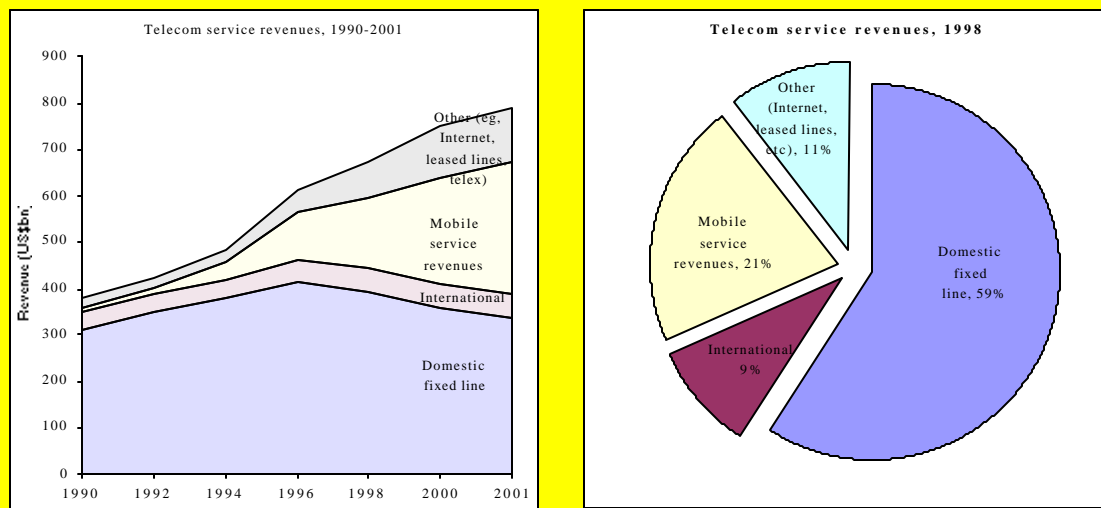 Telecom service revenues, 1990-2001
900
800
700
600
500
400
300
200
100
0
Revenue (US$bn)
Other (eg,
Internet,
leased lines,
telex)
Mobile
service
revenues
International
Domestic
fixed line
1990 1992 1994 1996 1998 2000 2001
Telecom service revenues, 1998
Other
(Internet,
leased lines,
etc), 11%
Mobile
service
revenues, 21%
International
9%
Domestic
fixed
line, 59%